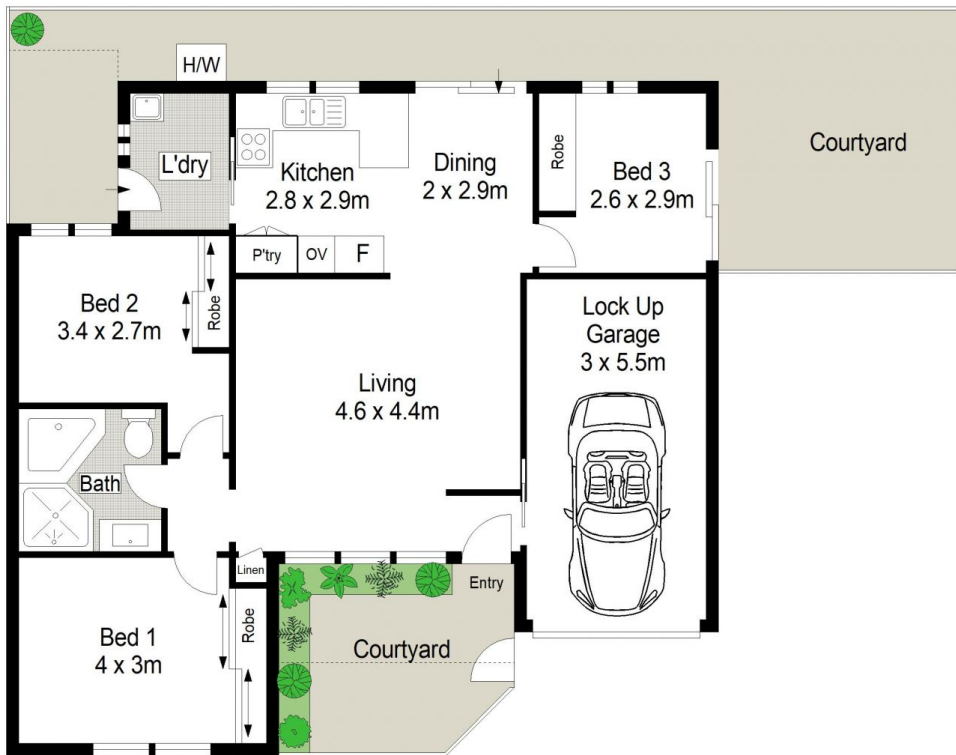 H/W
L'dry
Kitchen
2.8 x 2.9m
Dining
2 x 2.9m
Robe
Bed 3
2.6 x 2.9m
Courtyard
P'try
OV
F
Bed 2
3.4 x 2.7m
Robe
Living
4.6 x 4.4m
Lock Up
Garage
3 x 5.5m
Bath
Linen
Entry
Bed 1
4 x 3m
Robe
Courtyard